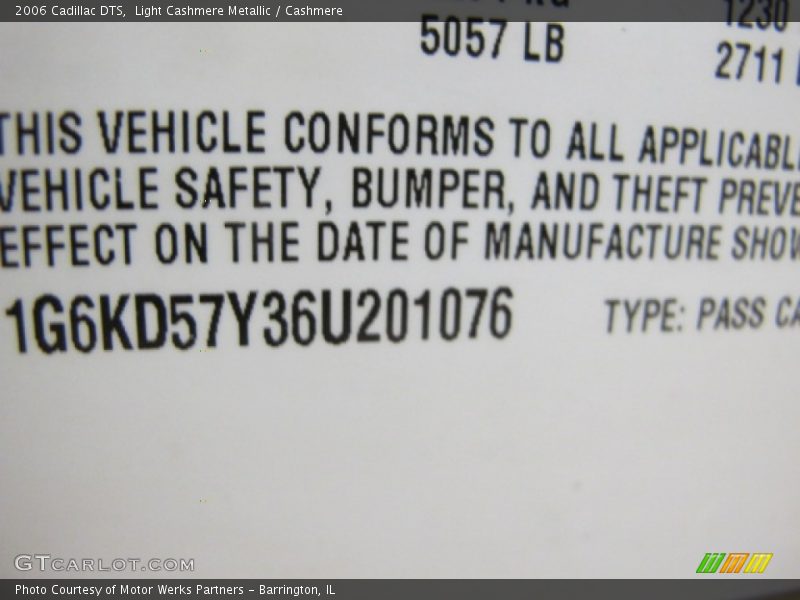 2006 Cadillac DTS,  Light Cashmere Metallic / Cashmere
KG 1230
5057 LB 2711
THIS VEHICLE CONFORMS TO ALL APPLICABL
VEHICLE SAFETY, BUMPER, AND THEFT PREVE
EFFECT ON THE DATE OF MANUFACTURE SHOW
1G6KD57Y36U201076 TYPE: PASS CA
GTCARLOT.COM
Photo Courtesy of Motor Werks Partners – Barrington, IL